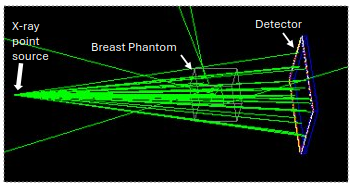 X-ray
point
source
Breast Phantom
Detector